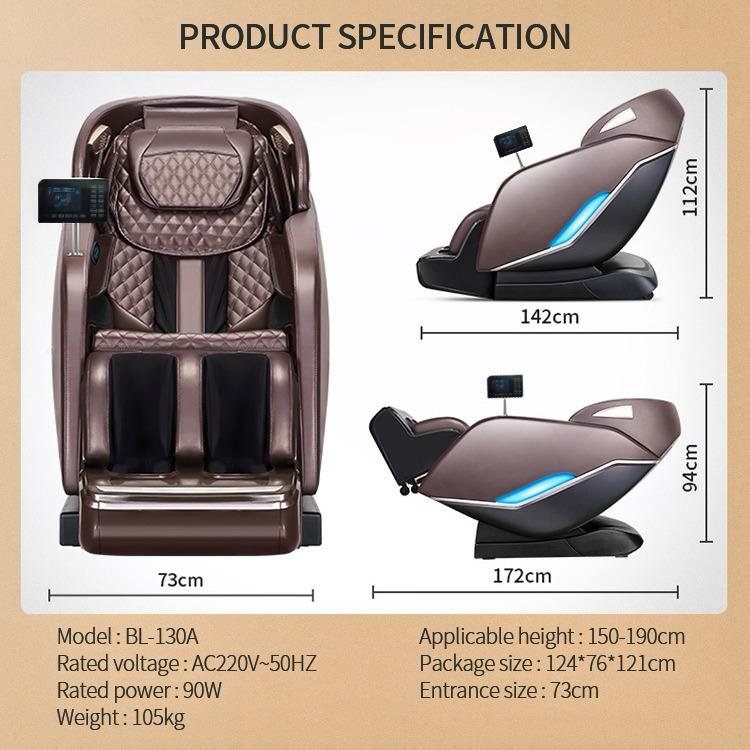 PRODUCT SPECIFICATION
112cm
142cm
94cm
73cm
172cm
Model : BL-130A
Rated voltage : AC220V~50HZ
Rated power : 90W
Weight : 105kg
Applicable height : 150-190cm
Package size : 124*76*121cm
Entrance size : 73cm